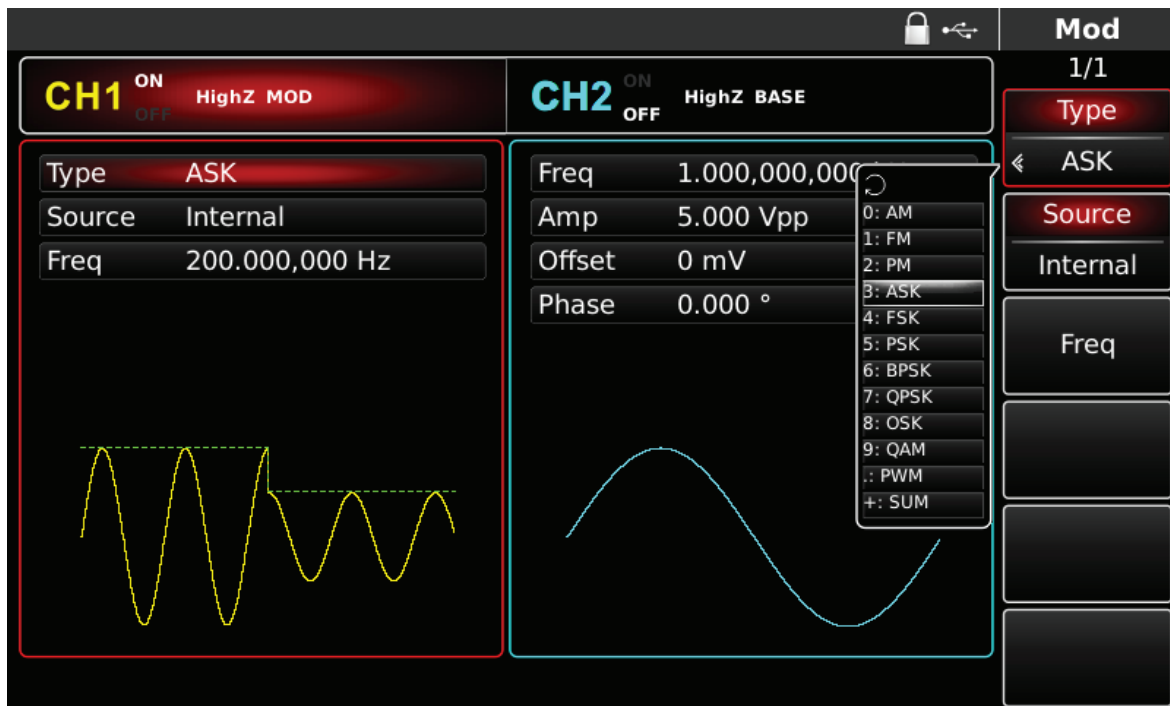 Mod
1/1
CH1 ON OFF HighZ MOD
CH2 ON OFF HighZ BASE
Type ASK
Source Internal
Freq 200.000,000 Hz
Freq 1.000,000,000
Amp 5.000 Vpp
Offset 0 mV
Phase 0.000 °
0: AM
1: FM
2: PM
3: ASK
4: FSK
5: PSK
6: BPSK
7: QPSK
8: OSK
9: QAM
.: PWM
+: SUM
Type
ASK
Source
Internal
Freq